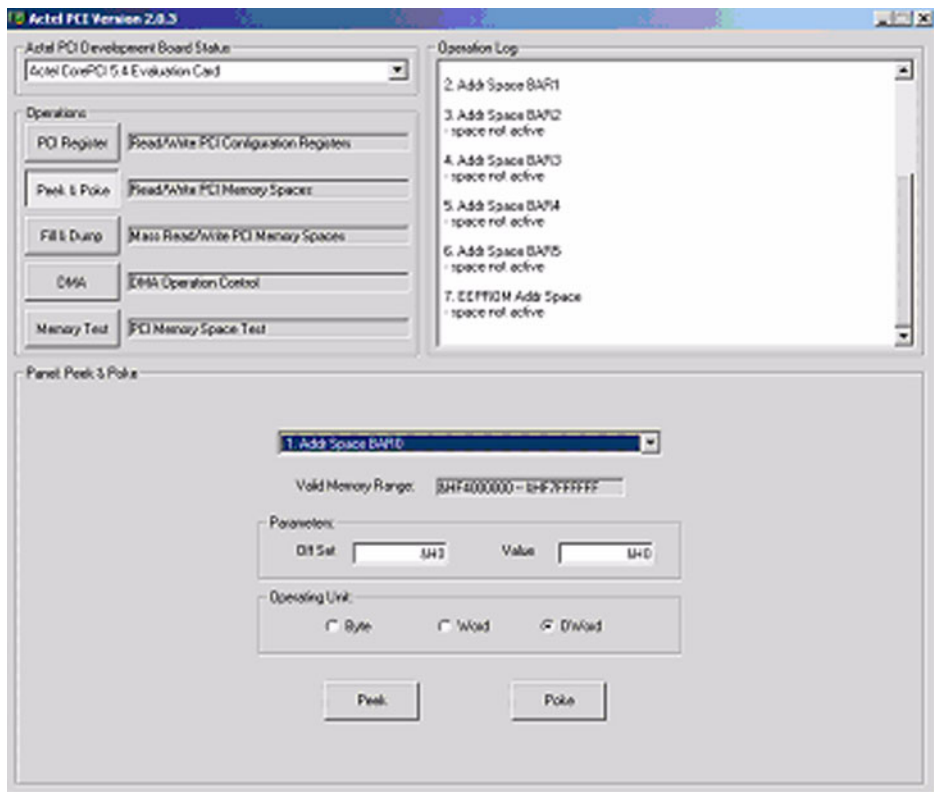 Actel PCI Version 2.0.3
Actel PCI Development Board Status
Actel CorePCI 5.4 Evaluation Card
Operations
PCI Register Read/Write PCI Configuration Registers
Peek & Poke Read/Write PCI Memory Spaces
Fill & Dump Mass Read/Write PCI Memory Spaces
DMA DMA Operation Control
Memory Test PCI Memory Space Test
Operation Log
2. Addr Space BAR1
3. Addr Space BAR2
- space not active
4. Addr Space BAR3
- space not active
5. Addr Space BAR4
- space not active
6. Addr Space BAR5
- space not active
7. EEPROM Addr Space
- space not active
Panel: Peek & Poke
1. Addr Space BAR0
Valid Memory Range: &HF4000000 -- &HF7FFFFFF
Parameters:
Off Set &H0 Value &H0
Operating Unit:
Byte Word DWord
Peek Poke